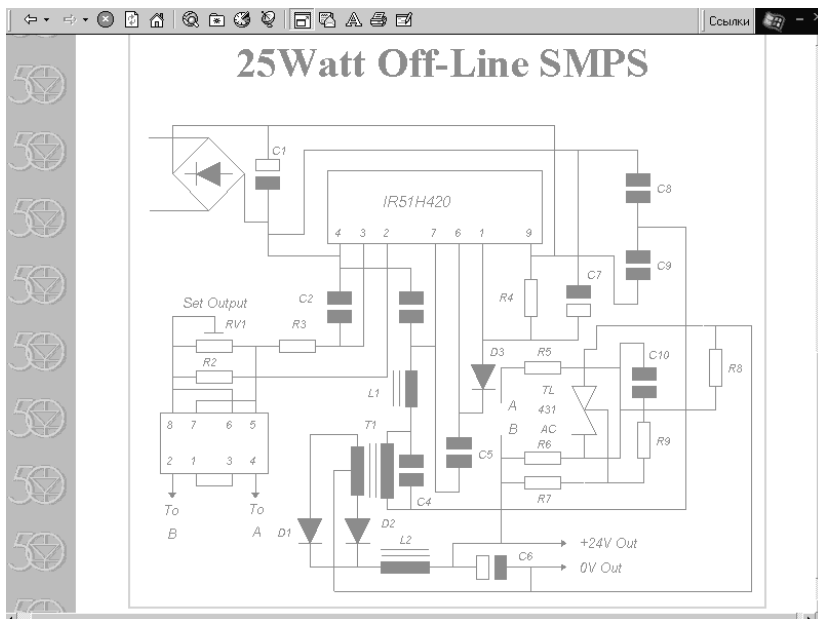 Ссылки
25Watt Off-Line SMPS
C1
IR51H420
4 3 2 7 6 1 9
C8
C9
C7
C2
R4
Set Output
RV1
R3
R2
D3
R5
C10
R8
L1
A
B
TL
431
AC
R9
8 7 6 5
T1
C5
R6
2 1 3 4
C4
R7
To
B
To
A
D1
D2
L2
C6
+24V Out
0V Out